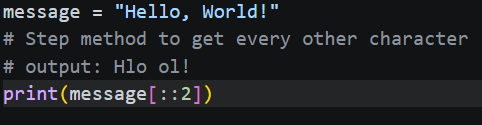 message = "Hello, World!"
# Step method to get every other character
# output: Hlo ol!
print(message[::2])